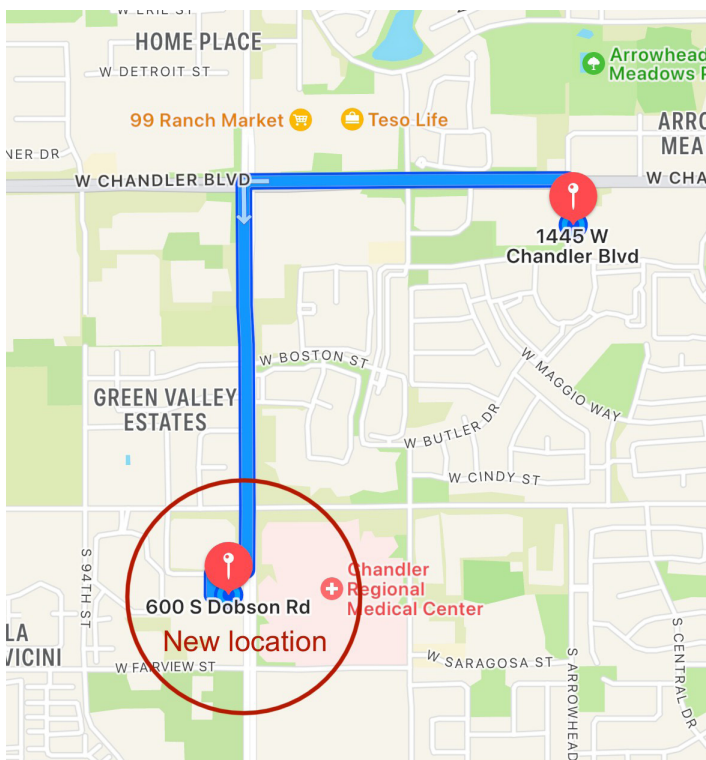 W ERIE ST
HOME PLACE
W DETROIT ST
Arrowhead
Meadows P
99 Ranch Market
Teso Life
ARRO
MEA
NER DR
W CHANDLER BLVD
W CHA
1445 W
Chandler Blvd
W BOSTON ST
W MAGGIO WAY
GREEN VALLEY
ESTATES
W BUTLER DR
W CINDY ST
S 94TH ST
Chandler
Regional
Medical Center
600 S Dobson Rd
New location
LA
VICINI
W FAIRVIEW ST
W SARAGOSA ST
S ARROWHEAD
S CENTRAL DR